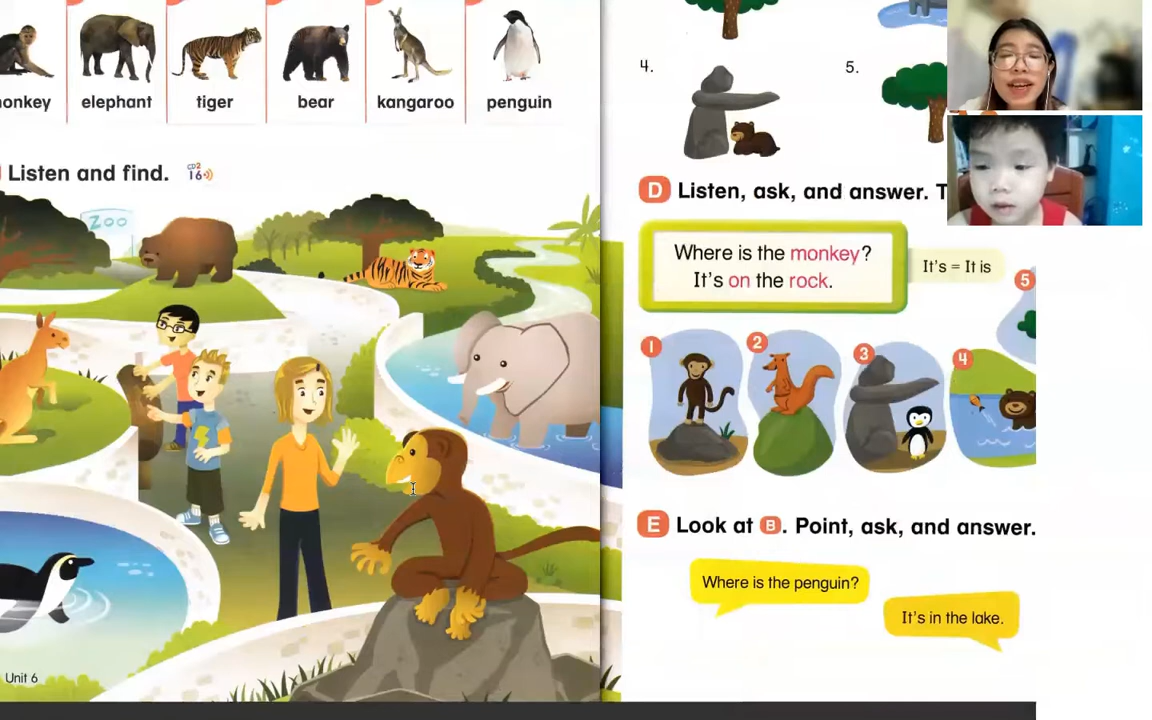 onkey
elephant
tiger
bear
kangaroo
penguin
Listen and find.
CD2
16
ZOO
Unit 6
4.
5.
D Listen, ask, and answer. T
Where is the monkey?
It's on the rock.
It's = It is
1
2
3
4
5
E Look at B. Point, ask, and answer.
Where is the penguin?
It's in the lake.